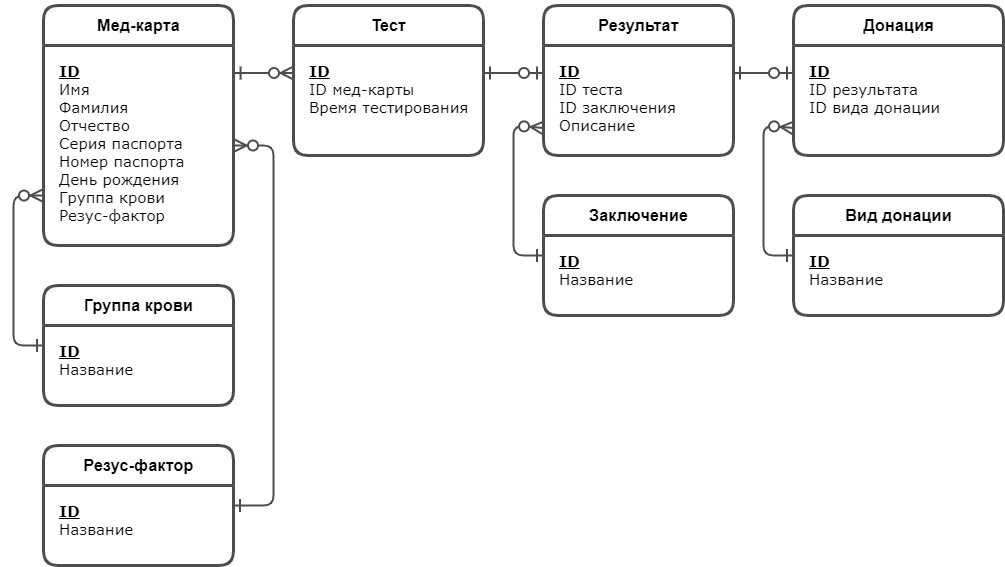 Мед-карта
ID
Имя
Фамилия
Отчество
Серия паспорта
Номер паспорта
День рождения
Группа крови
Резус-фактор
Тест
ID
ID мед-карты
Время тестирования
Результат
ID
ID теста
ID заключения
Описание
Донация
ID
ID результата
ID вида донации
Заключение
ID
Название
Вид донации
ID
Название
Группа крови
ID
Название
Резус-фактор
ID
Название